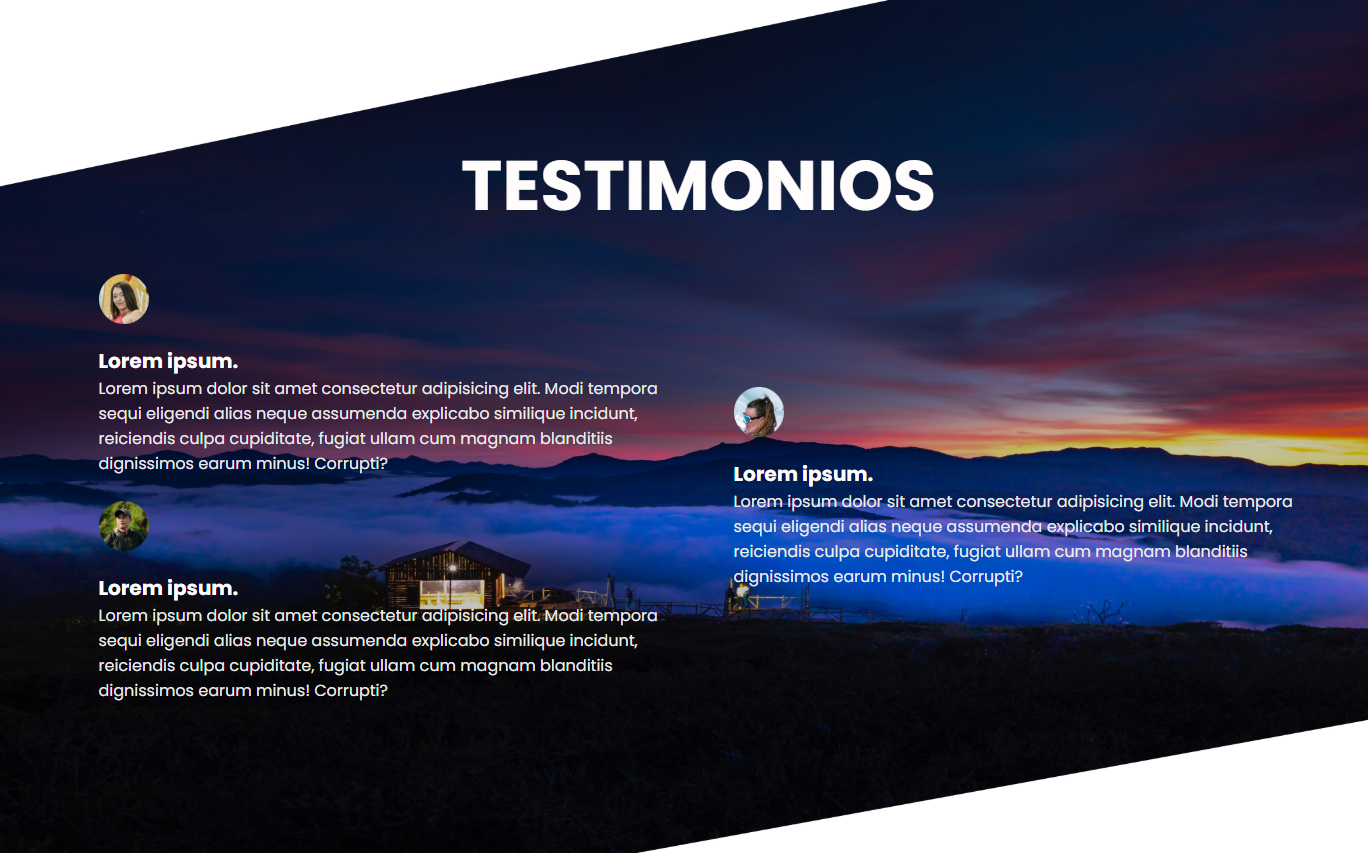 TESTIMONIOS
Lorem ipsum.
Lorem ipsum dolor sit amet consectetur adipisicing elit. Modi tempora
sequi eligendi alias neque assumenda explicabo similique incidunt,
reiciendis culpa cupiditate, fugiat ullam cum magnam blanditiis
dignissimos earum minus! Corrupti?
Lorem ipsum.
Lorem ipsum dolor sit amet consectetur adipisicing elit. Modi tempora
sequi eligendi alias neque assumenda explicabo similique incidunt,
reiciendis culpa cupiditate, fugiat ullam cum magnam blanditiis
dignissimos earum minus! Corrupti?
Lorem ipsum.
Lorem ipsum dolor sit amet consectetur adipisicing elit. Modi tempora
sequi eligendi alias neque assumenda explicabo similique incidunt,
reiciendis culpa cupiditate, fugiat ullam cum magnam blanditiis
dignissimos earum minus! Corrupti?